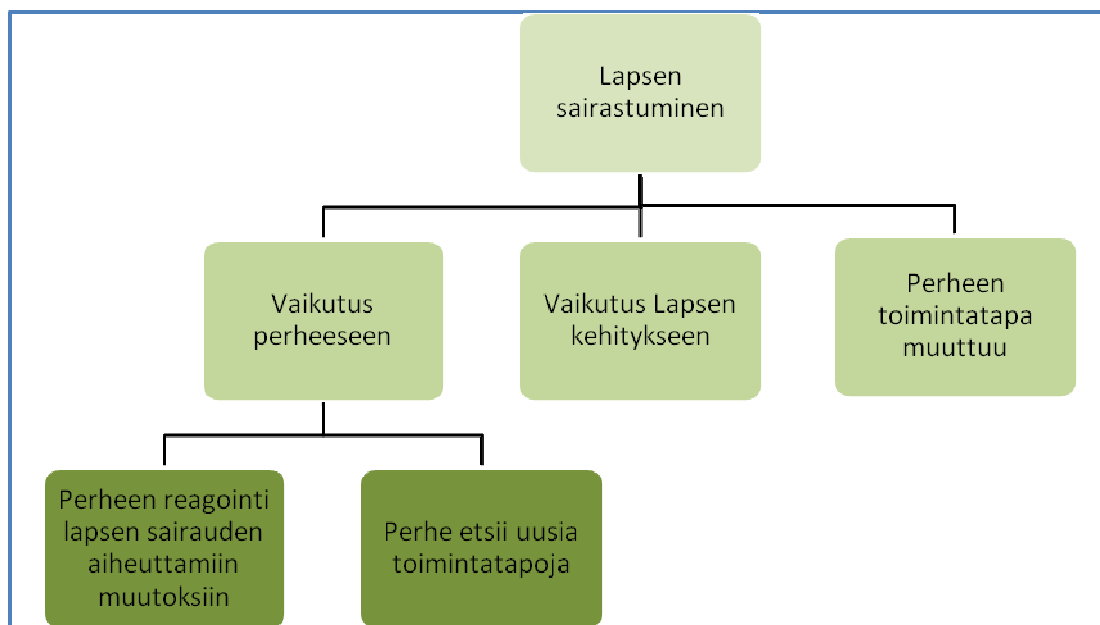 Lapsen
sairastuminen
Vaikutus
perheeseen
Vaikutus Lapsen
kehitykseen
Perheen
toimintatapa
muuttuu
Perheen reagointi
lapsen sairauden
aiheuttamiin
muutoksiin
Perhe etsii uusia
toimintatapoja